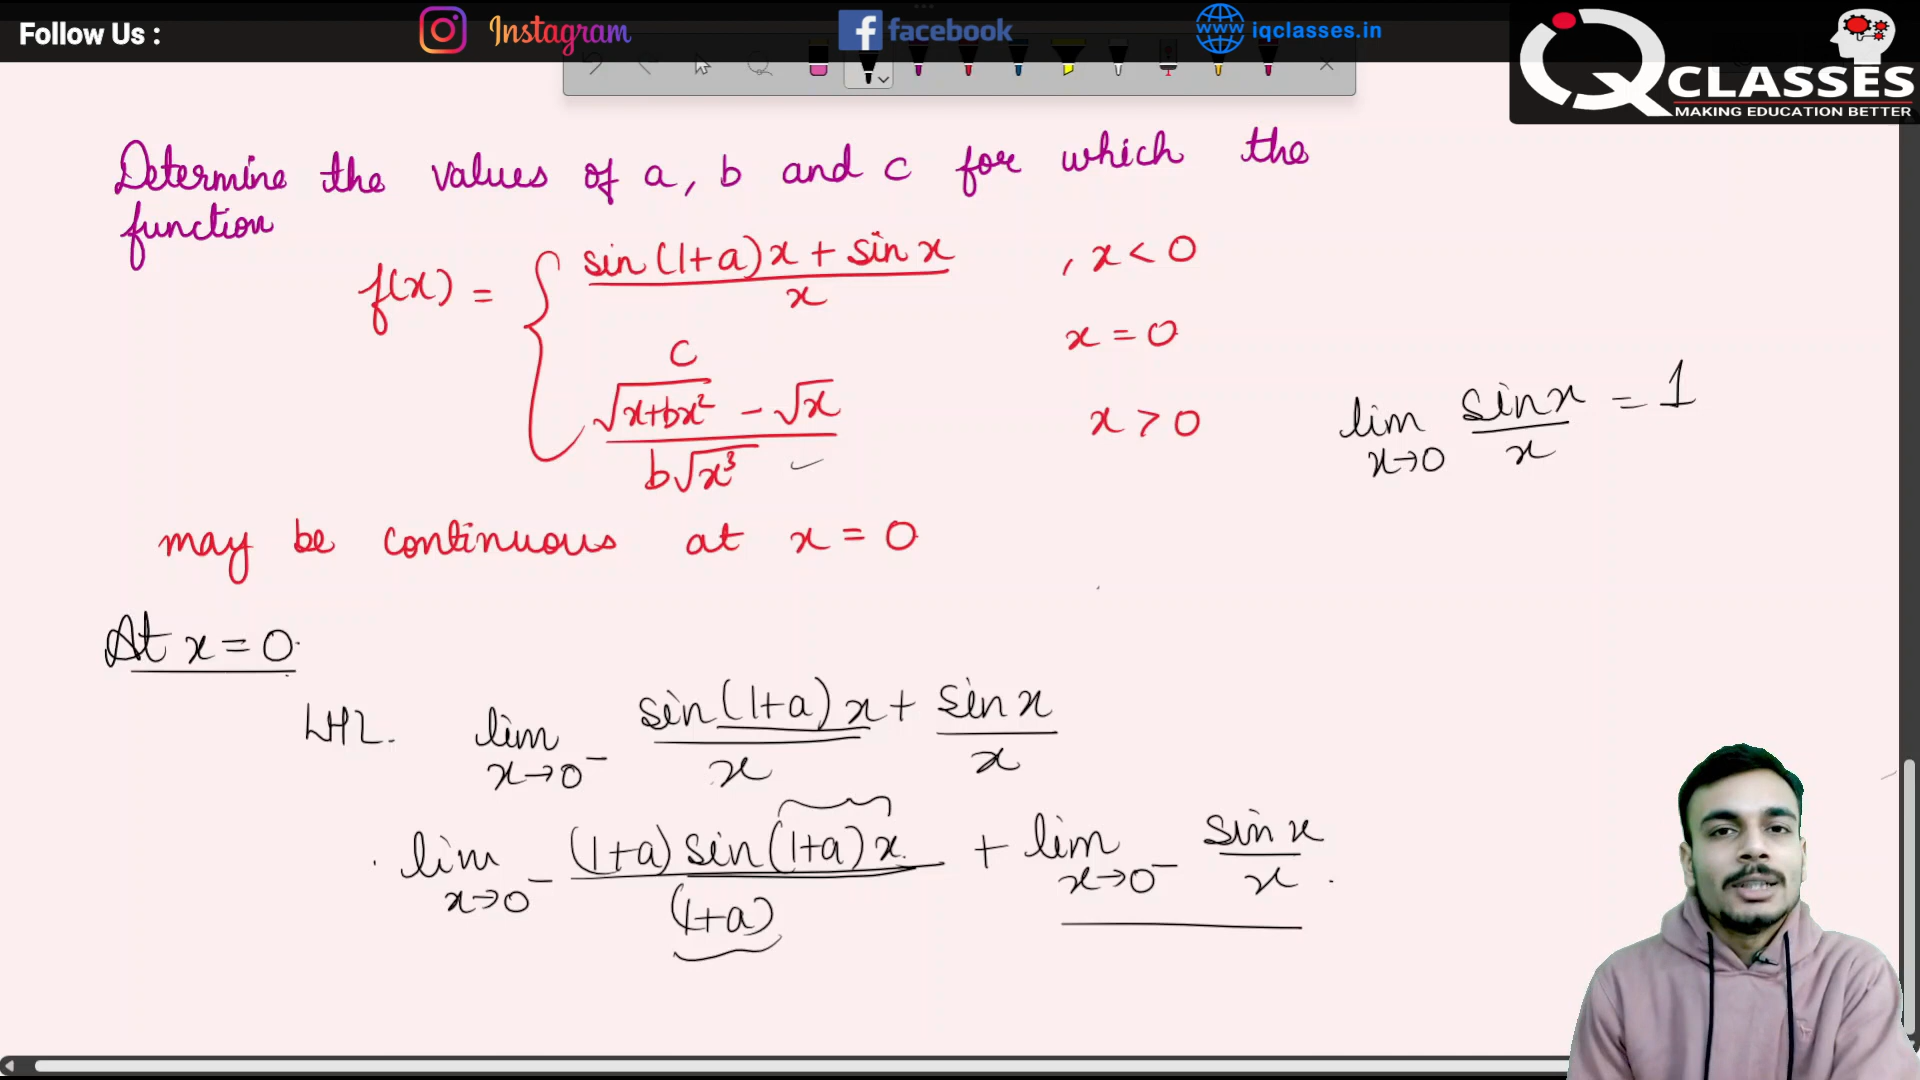 Follow Us :
Instagram
facebook
iqclasses.in
IQ CLASSES
MAKING EDUCATION BETTER
Determine the values of a, b and c for which the
function
f(x) = { sin(1+a)x + sin x / x , x < 0
c x = 0
√(x+bx²) - √x / b√x³ x > 0
may be continuous at x = 0
lim x→0 sin x / x = 1
At x = 0
LHL. lim x→0⁻ sin(1+a)x / x + sin x / x
lim x→0⁻ (1+a) sin(1+a)x / (1+a) + lim x→0⁻ sin x / x .